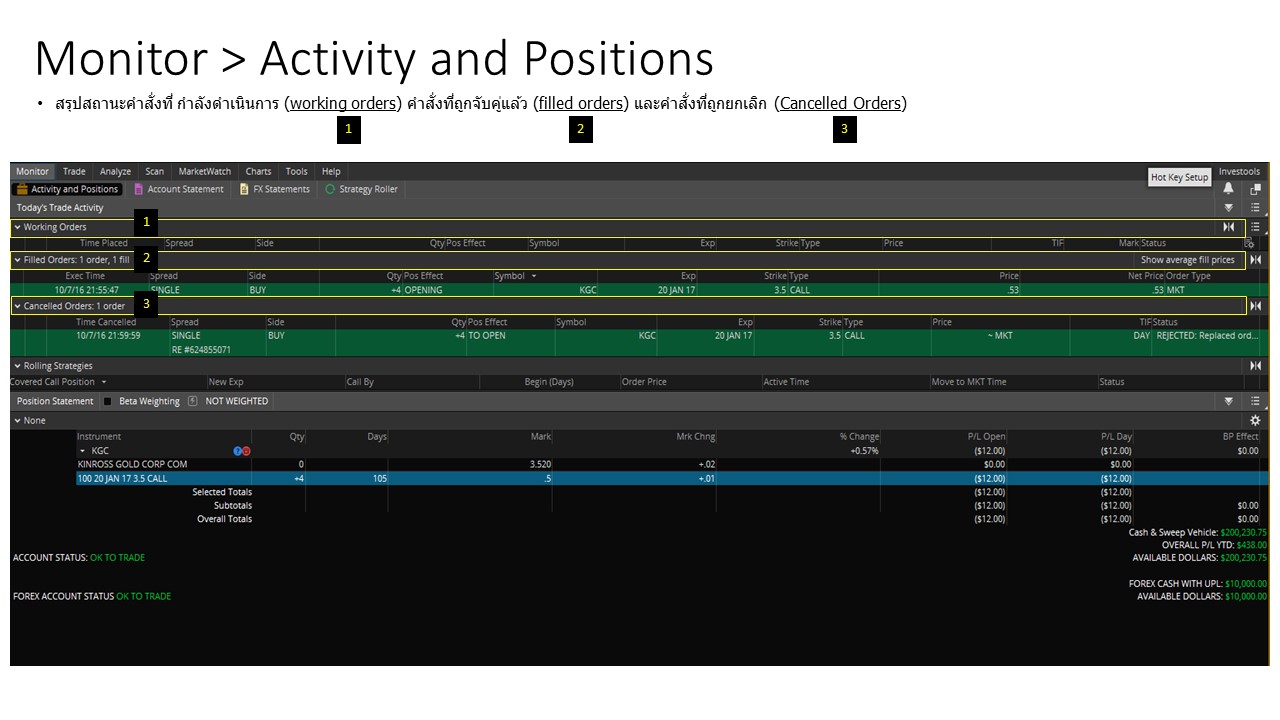 Monitor > Activity and Positions
• สรุปสถานะคำสั่งที่ กำลังดำเนินการ (working orders) คำสั่งที่ถูกจับคู่แล้ว (filled orders) และคำสั่งที่ถูกยกเลิก (Cancelled Orders)
1 2 3
Monitor Trade Analyze Scan MarketWatch Charts Tools Help Investools
Hot Key Setup
Activity and Positions Account Statement FX Statements Strategy Roller
Today's Trade Activity
Working Orders 1
Time Placed Spread Side Qty Pos Effect Symbol Exp Strike Type Price TIF Mark Status
Filled Orders: 1 order, 1 fill 2 Show average fill prices
Exec Time Spread Side Qty Pos Effect Symbol Exp Strike Type Price Net Price Order Type
10/7/16 21:55:47 SINGLE BUY +4 OPENING KGC 20 JAN 17 3.5 CALL .53 .53 MKT
Cancelled Orders: 1 order 3
Time Cancelled Spread Side Qty Pos Effect Symbol Exp Strike Type Price TIF Status
10/7/16 21:59:59 SINGLE BUY +4 TO OPEN KGC 20 JAN 17 3.5 CALL ~ MKT DAY REJECTED: Replaced ord...
RE #624855071
Rolling Strategies
Covered Call Position New Exp Call By Begin (Days) Order Price Active Time Move to MKT Time Status
Position Statement Beta Weighting NOT WEIGHTED
None
Instrument Qty Days Mark Mrk Chng % Change P/L Open P/L Day BP Effect
KGC +0.57% ($12.00) ($12.00) $0.00
KINROSS GOLD CORP COM 0 3.520 +.02 $0.00 $0.00
100 20 JAN 17 3.5 CALL +4 105 .5 +.01 ($12.00) ($12.00)
Selected Totals ($12.00) ($12.00)
Subtotals ($12.00) ($12.00) $0.00
Overall Totals ($12.00) ($12.00) $0.00
Cash & Sweep Vehicle: $200,230.75
OVERALL P/L YTD: $438.00
ACCOUNT STATUS: OK TO TRADE AVAILABLE DOLLARS: $200,230.75
FOREX CASH WITH UPL: $10,000.00
FOREX ACCOUNT STATUS OK TO TRADE AVAILABLE DOLLARS: $10,000.00